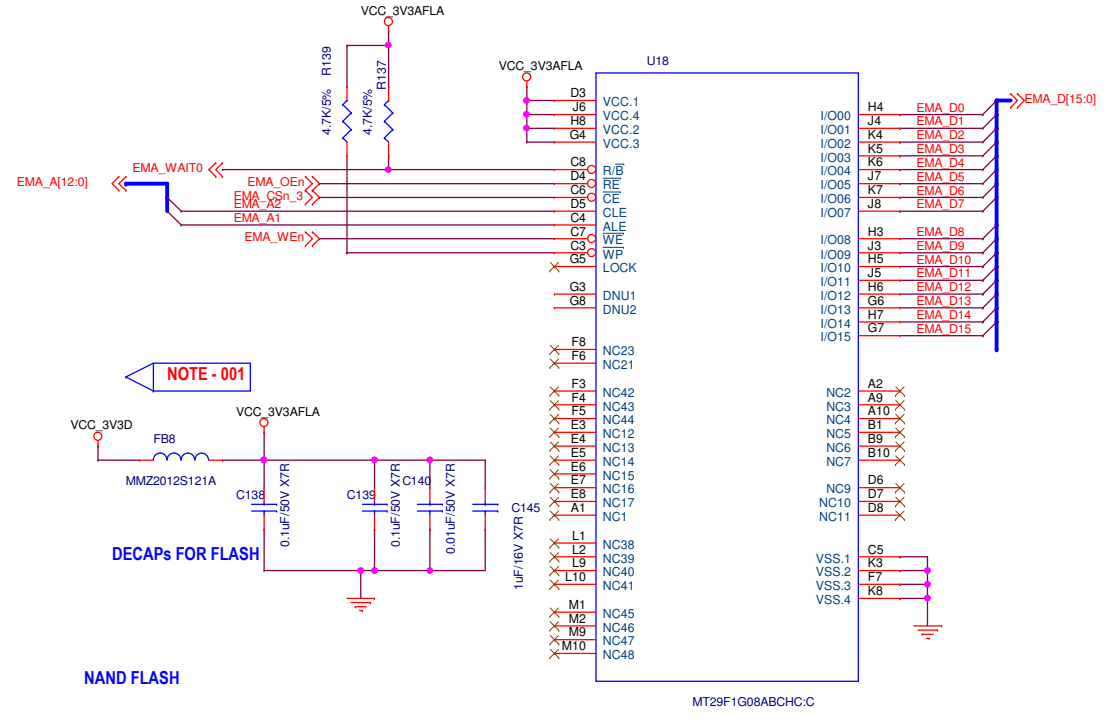 VCC_3V3AFLA
R139
4.7K/5%
R137
4.7K/5%
VCC_3V3AFLA
U18
EMA_WAIT0
EMA_A[12:0]
EMA_OEn
EMA_CSn_3
EMA_A2
EMA_A1
EMA_WEn
D3 VCC.1
J6 VCC.4
H8 VCC.2
G4 VCC.3
C8 R/B
D4 RE
C6 CE
D5 CLE
C4 ALE
C7 WE
C3 WP
G5 LOCK
G3 DNU1
G8 DNU2
F8 NC23
F6 NC21
F3 NC42
F4 NC43
F5 NC44
E3 NC12
E4 NC13
E5 NC14
E6 NC15
E7 NC16
E8 NC17
A1 NC1
L1 NC38
L2 NC39
L9 NC40
L10 NC41
M1 NC45
M2 NC46
M9 NC47
M10 NC48
I/O00 H4 EMA_D0
I/O01 J4 EMA_D1
I/O02 K4 EMA_D2
I/O03 K5 EMA_D3
I/O04 K6 EMA_D4
I/O05 J7 EMA_D5
I/O06 K7 EMA_D6
I/O07 J8 EMA_D7
I/O08 H3 EMA_D8
I/O09 J3 EMA_D9
I/O10 H5 EMA_D10
I/O11 J5 EMA_D11
I/O12 H6 EMA_D12
I/O13 G6 EMA_D13
I/O14 H7 EMA_D14
I/O15 G7 EMA_D15
EMA_D[15:0]
NC2 A2
NC3 A9
NC4 A10
NC5 B1
NC6 B9
NC7 B10
NC9 D6
NC10 D7
NC11 D8
VSS.1 C5
VSS.2 K3
VSS.3 F7
VSS.4 K8
MT29F1G08ABCHC:C
NOTE - 001
VCC_3V3D
VCC_3V3AFLA
FB8
MMZ2012S121A
C138
0.1uF/50V X7R
C139
0.1uF/50V X7R
C140
0.01uF/50V X7R
C145
1uF/16V X7R
DECAPs FOR FLASH
NAND FLASH